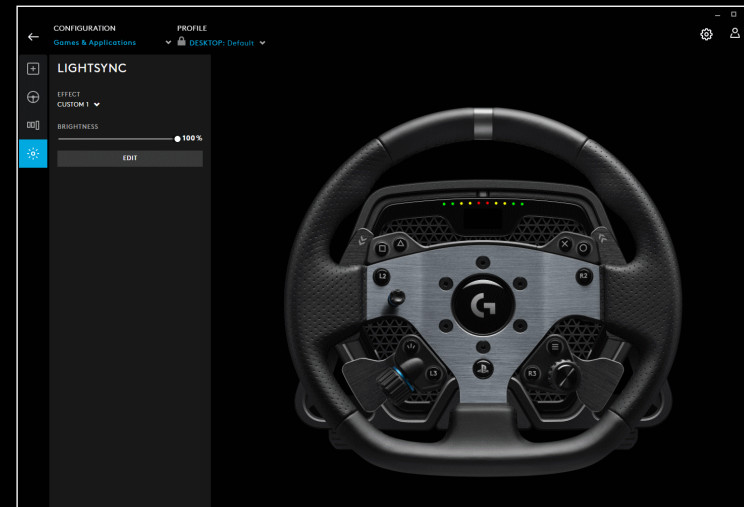 CONFIGURATION
PROFILE
Games & Applications
DESKTOP: Default
LIGHTSYNC
EFFECT
CUSTOM 1
BRIGHTNESS
100%
EDIT
L2
R2
G
L3
R3